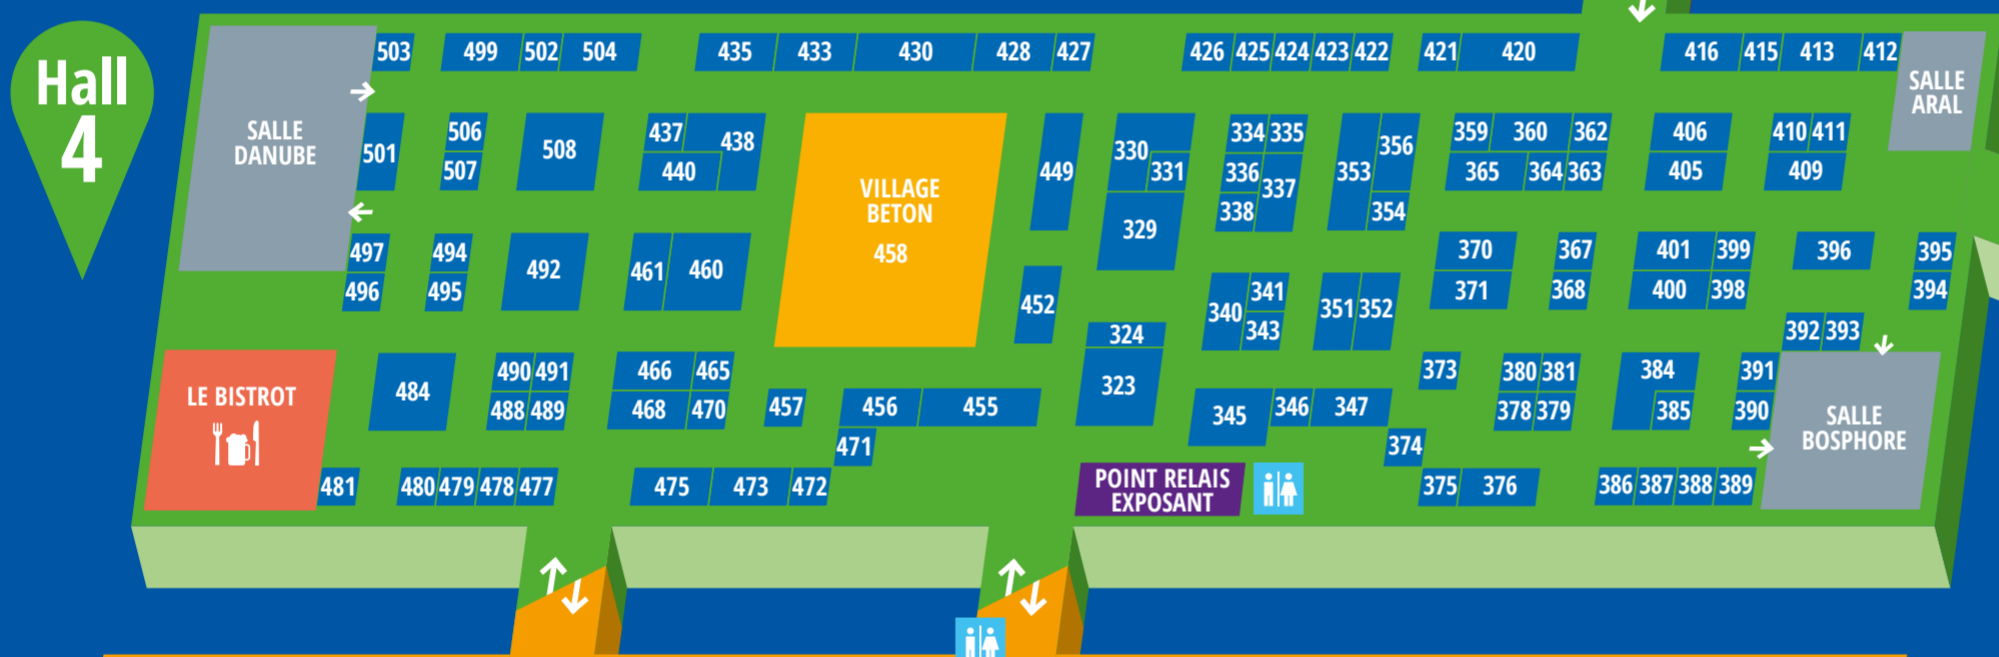 Hall
4
503 499 502 504 435 433 430 428 427 426 425 424 423 422 421 420 416 415 413 412
SALLE
ARAL
SALLE
DANUBE
501 506 508 437 438 449 330 334 335 353 356 359 360 362 406 410 411
507 440 331 336 337 365 364 363 405 409
VILLAGE
BETON
458
329 338 354
497 494 492 461 460 370 367 401 399 396 395
496 495 452 340 341 351 352 371 368 400 398 394
324 343 392 393
LE BISTROT
484 490 491 466 465 323 373 380 381 384 391
488 489 468 470 457 456 455 345 346 347 378 379 385 390
SALLE
BOSPHORE
471 374
481 480 479 478 477 475 473 472 375 376 386 387 388 389
POINT RELAIS
EXPOSANT